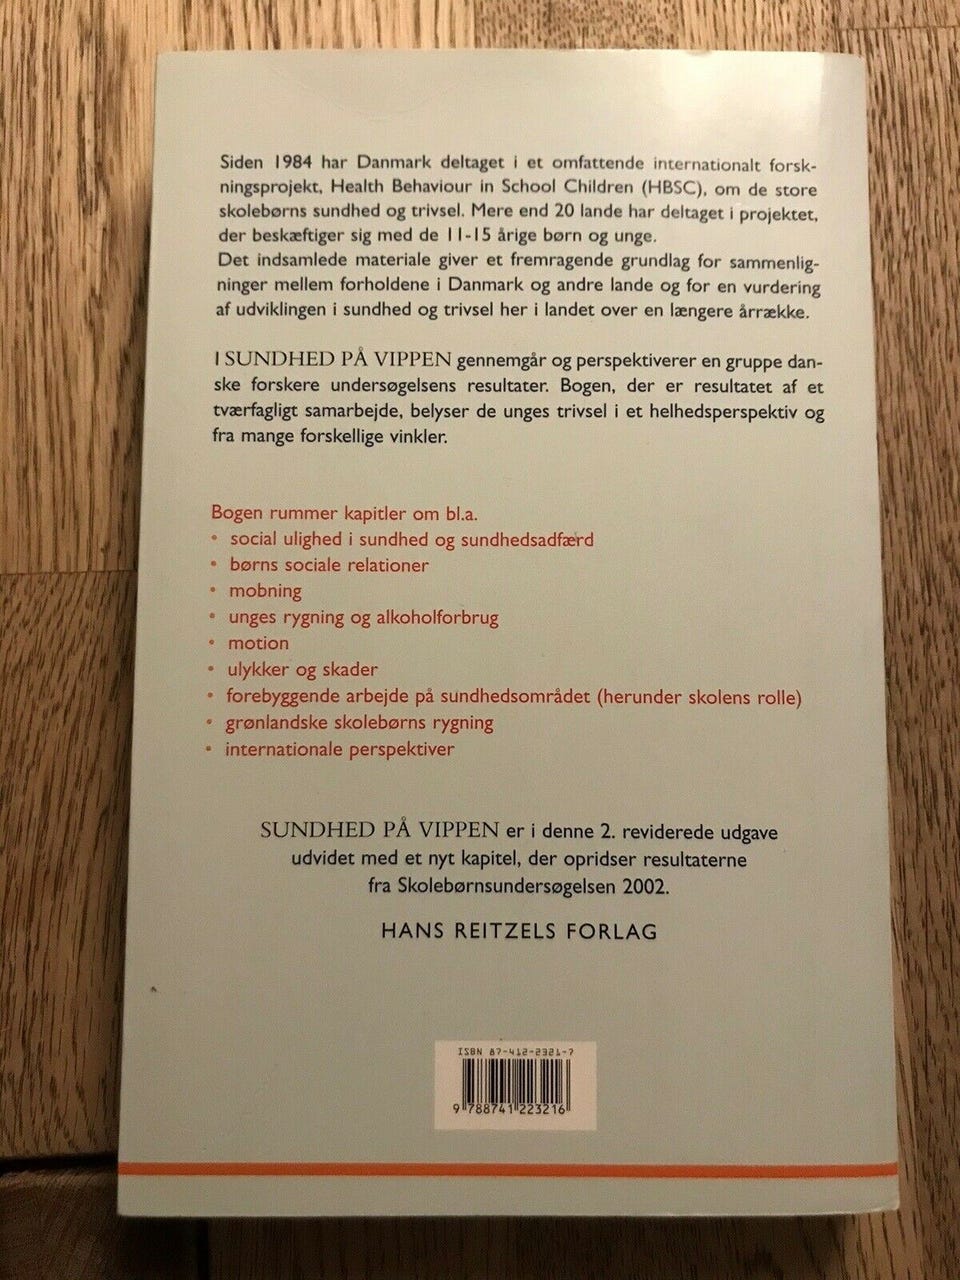 Siden 1984 har Danmark deltaget i et omfattende internationalt forsk-
ningsprojekt, Health Behaviour in School Children (HBSC), om de store
skolebørns sundhed og trivsel. Mere end 20 lande har deltaget i projektet,
der beskæftiger sig med de 11-15 årige børn og unge.
Det indsamlede materiale giver et fremragende grundlag for sammenlig-
ninger mellem forholdene i Danmark og andre lande og for en vurdering
af udviklingen i sundhed og trivsel her i landet over en længere årrække.
I SUNDHED PÅ VIPPEN gennemgår og perspektiverer en gruppe dan-
ske forskere undersøgelsens resultater. Bogen, der er resultatet af et
tværfagligt samarbejde, belyser de unges trivsel i et helhedsperspektiv og
fra mange forskellige vinkler.
Bogen rummer kapitler om bl.a.
• social ulighed i sundhed og sundhedsadfærd
• børns sociale relationer
• mobning
• unges rygning og alkoholforbrug
• motion
• ulykker og skader
• forebyggende arbejde på sundhedsområdet (herunder skolens rolle)
• grønlandske skolebørns rygning
• internationale perspektiver
SUNDHED PÅ VIPPEN er i denne 2. reviderede udgave
udvidet med et nyt kapitel, der opridser resultaterne
fra Skolebørnsundersøgelsen 2002.
HANS REITZELS FORLAG
ISBN 87-412-2321-7
9 788741 223216